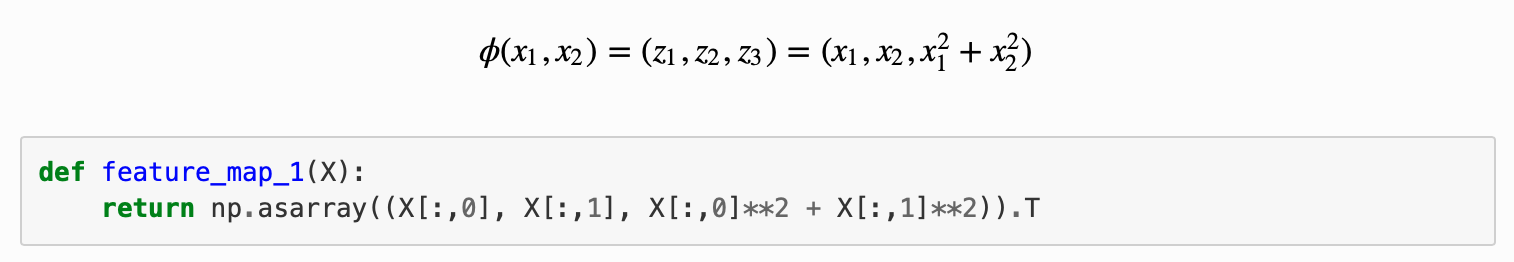 ϕ(x₁, x₂) = (z₁, z₂, z₃) = (x₁, x₂, x₁² + x₂²)
def feature_map_1(X):
    return np.asarray((X[:,0], X[:,1], X[:,0]**2 + X[:,1]**2)).T